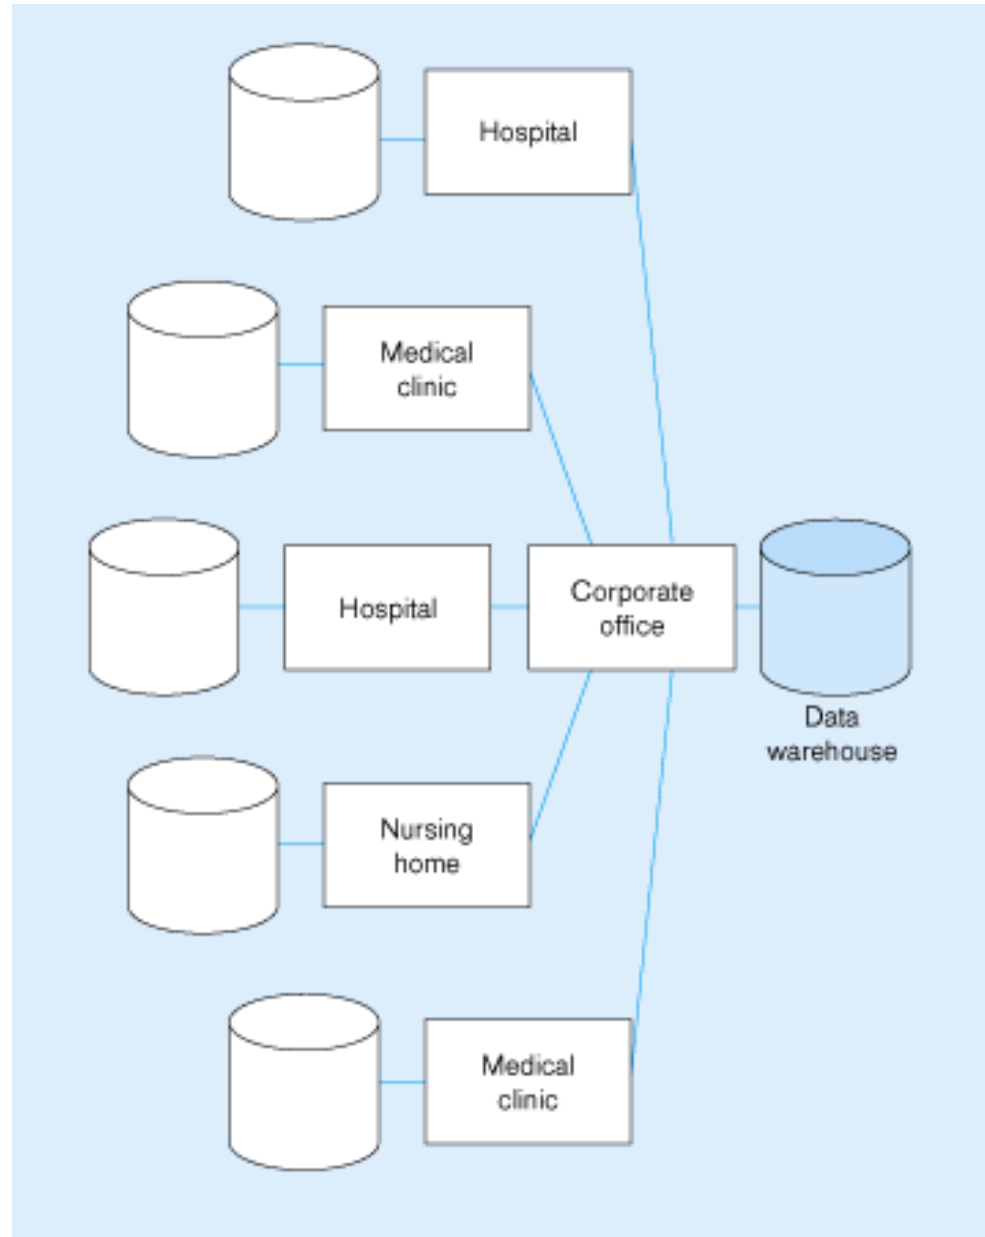 Hospital
Medical
clinic
Hospital
Corporate
office
Data
warehouse
Nursing
home
Medical
clinic